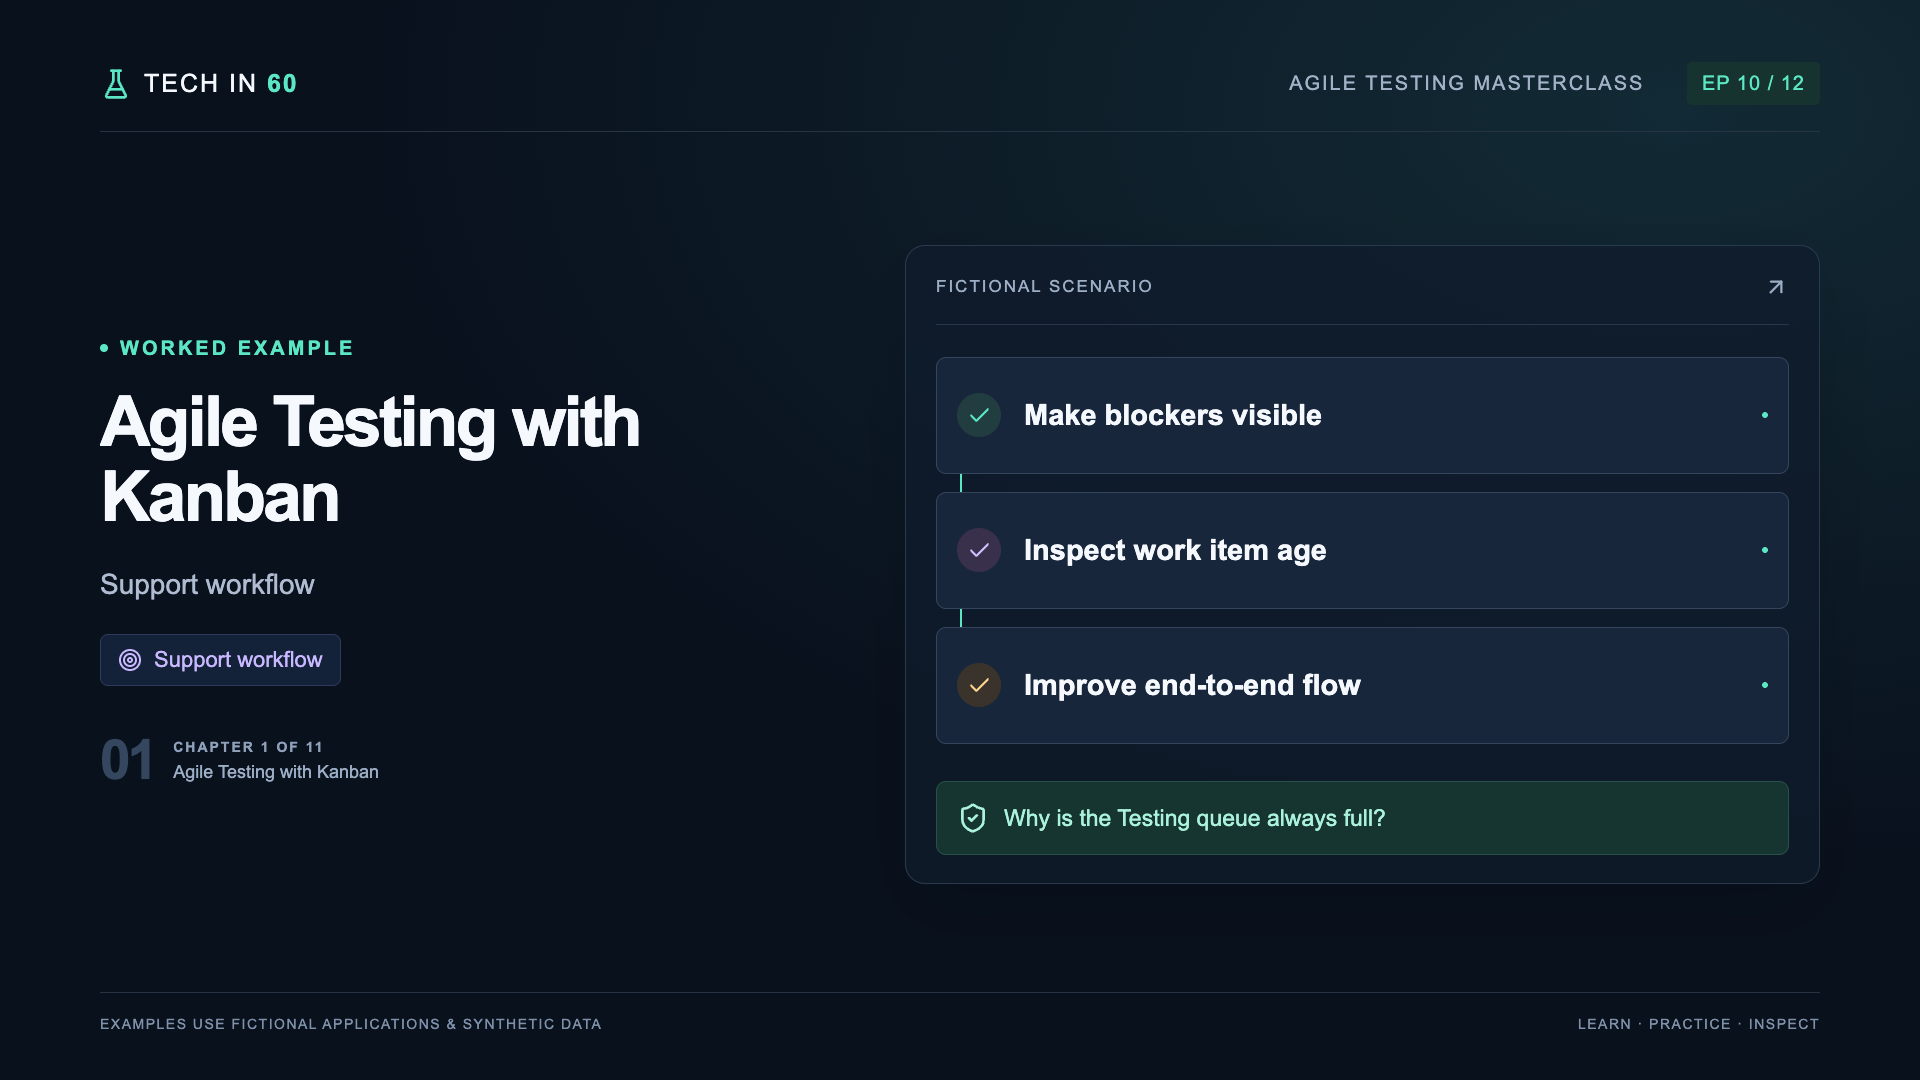 TECH IN 60
AGILE TESTING MASTERCLASS
EP 10 / 12
• WORKED EXAMPLE
Agile Testing with
Kanban
Support workflow
Support workflow
01
CHAPTER 1 OF 11
Agile Testing with Kanban
FICTIONAL SCENARIO
Make blockers visible
Inspect work item age
Improve end-to-end flow
Why is the Testing queue always full?
EXAMPLES USE FICTIONAL APPLICATIONS & SYNTHETIC DATA
LEARN · PRACTICE · INSPECT